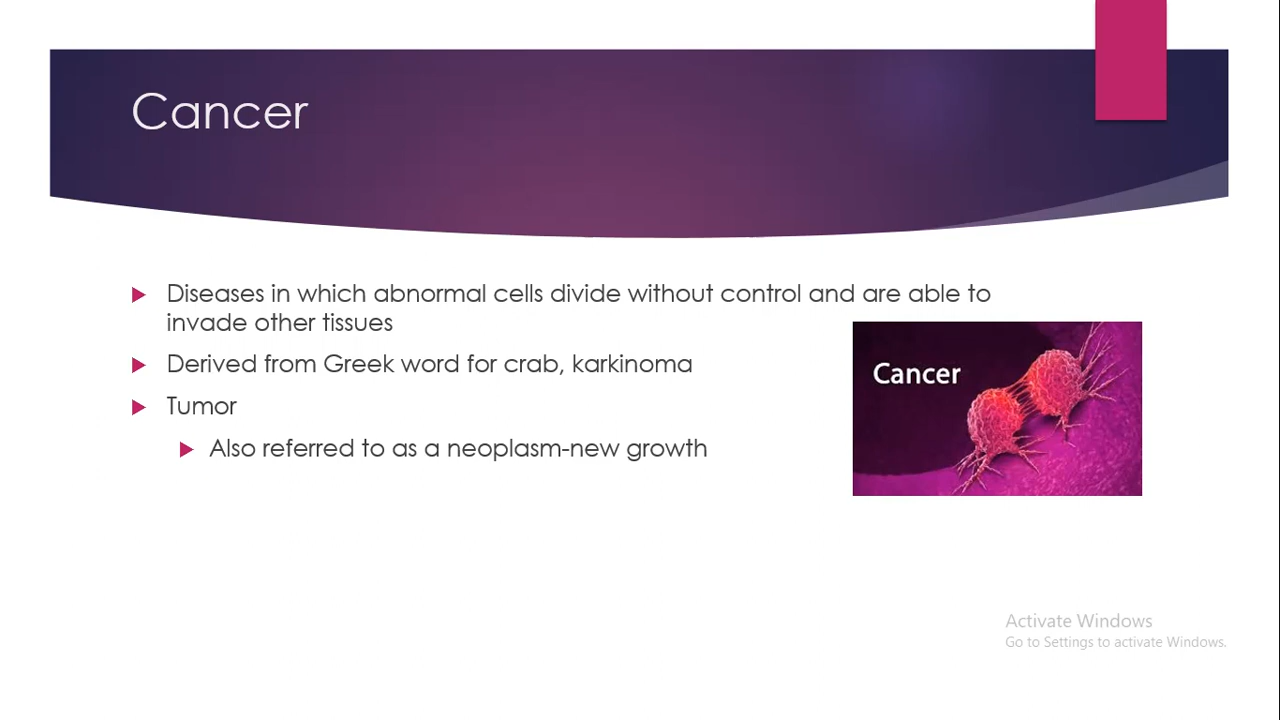 Cancer
Diseases in which abnormal cells divide without control and are able to
invade other tissues
Derived from Greek word for crab, karkinoma
Tumor
Also referred to as a neoplasm-new growth
Cancer
Activate Windows
Go to Settings to activate Windows.